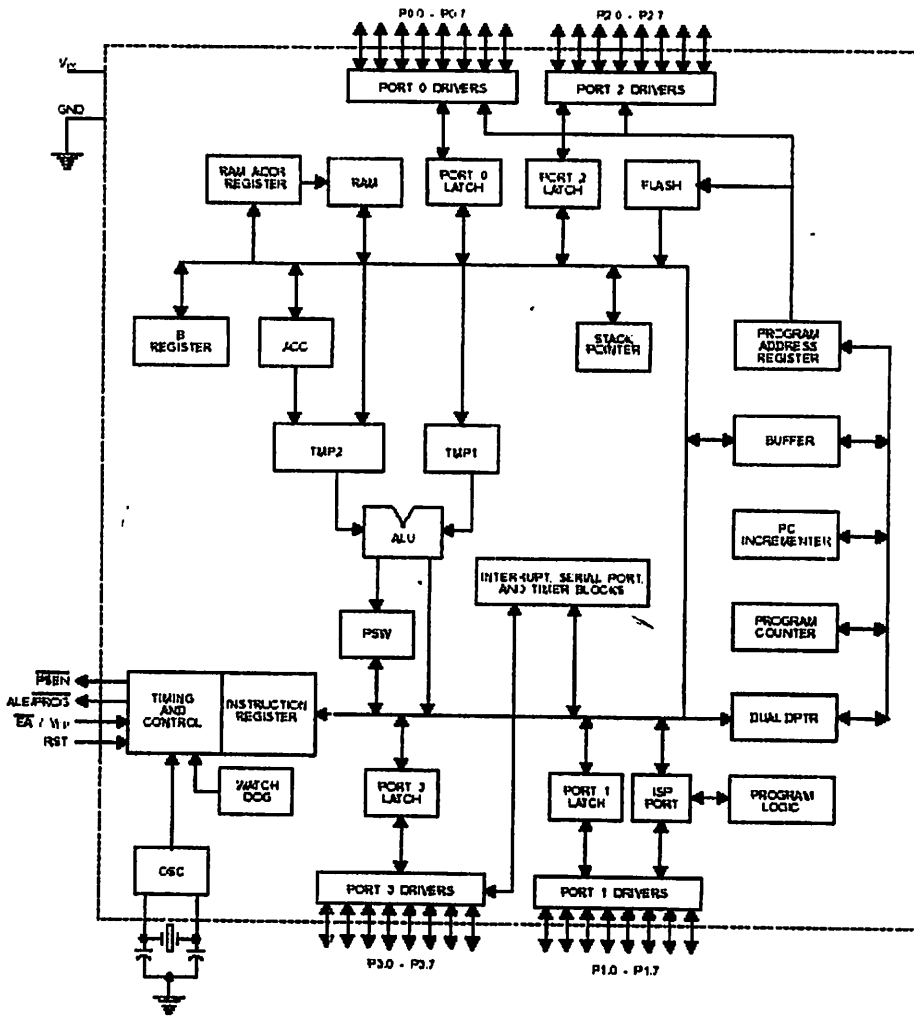 P0.0 - P0.7
P2.0 - P2.7
VCC
PORT 0 DRIVERS
PORT 2 DRIVERS
GND
RAM ADDR.
REGISTER
RAM
PORT 0
LATCH
PORT 2
LATCH
FLASH
B
REGISTER
ACC
STACK
POINTER
PROGRAM
ADDRESS
REGISTER
TMP2
TMP1
BUFFER
ALU
PC
INCREMENTER
INTERRUPT, SERIAL PORT,
AND TIMER BLOCKS
PSW
PROGRAM
COUNTER
PSEN
ALE/PROG
EA / VPP
RST
TIMING
AND
CONTROL
INSTRUCTION
REGISTER
DUAL DPTR
WATCH
DOG
PORT 3
LATCH
PORT 1
LATCH
ISP
PORT
PROGRAM
LOGIC
OSC
PORT 3 DRIVERS
PORT 1 DRIVERS
P3.0 - P3.7
P1.0 - P1.7